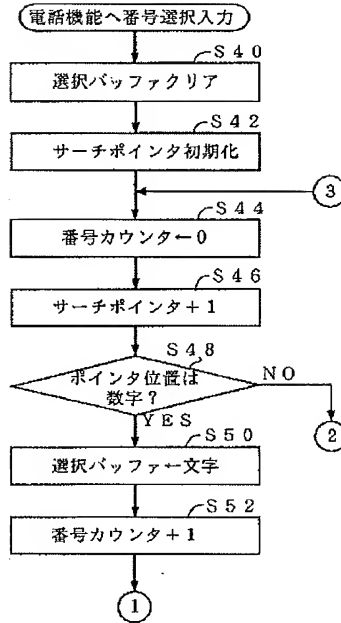 電話機能へ番号選択入力
S40
選択バッファクリア
S42
サーチポインタ初期化
3
S44
番号カウンタ←0
S46
サーチポインタ+1
S48
ポインタ位置は
数字?
NO
YES
2
S50
選択バッファ←文字
S52
番号カウンタ+1
1